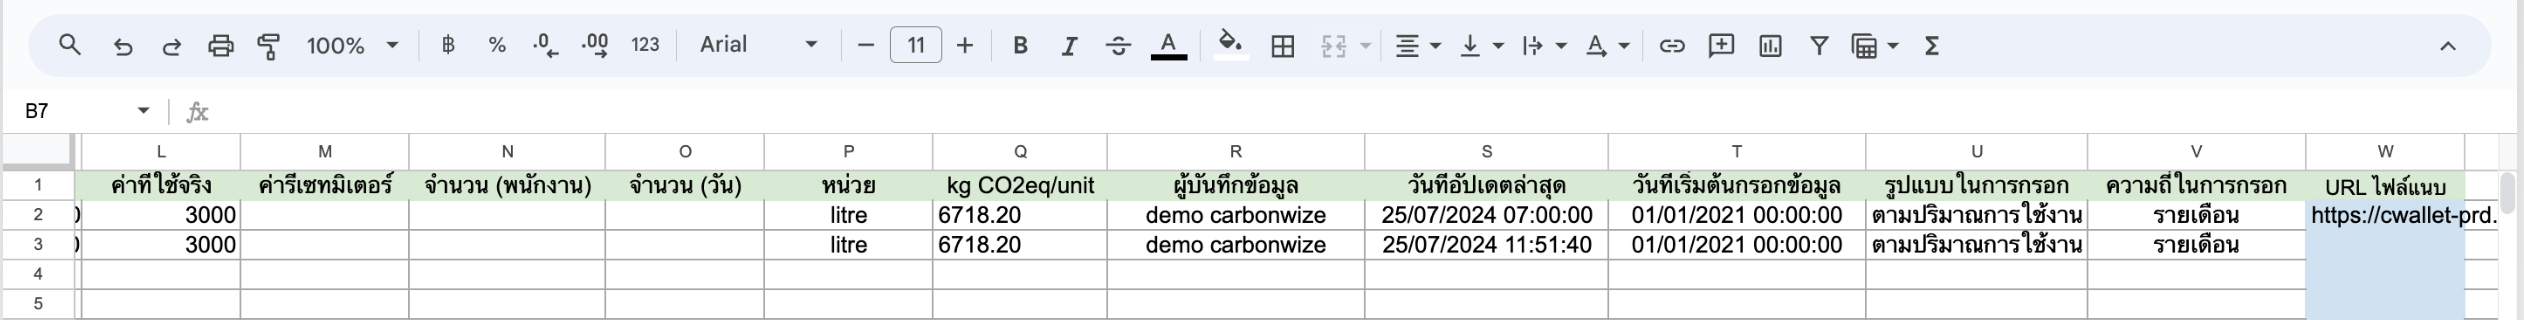 100% ฿ % .0 .00 123 Arial 11 B I A A Σ
B7 fx
L M N O P Q R S T U V W
1 ค่าที่ใช้จริง ค่ารีเซทมิเตอร์ จำนวน (พนักงาน) จำนวน (วัน) หน่วย kg CO2eq/unit ผู้บันทึกข้อมูล วันที่อัปเดตล่าสุด วันที่เริ่มต้นกรอกข้อมูล รูปแบบในการกรอก ความถี่ในการกรอก URL ไฟล์แนบ
2 3000 litre 6718.20 demo carbonwize 25/07/2024 07:00:00 01/01/2021 00:00:00 ตามปริมาณการใช้งาน รายเดือน https://cwallet-prd.
3 3000 litre 6718.20 demo carbonwize 25/07/2024 11:51:40 01/01/2021 00:00:00 ตามปริมาณการใช้งาน รายเดือน
4
5